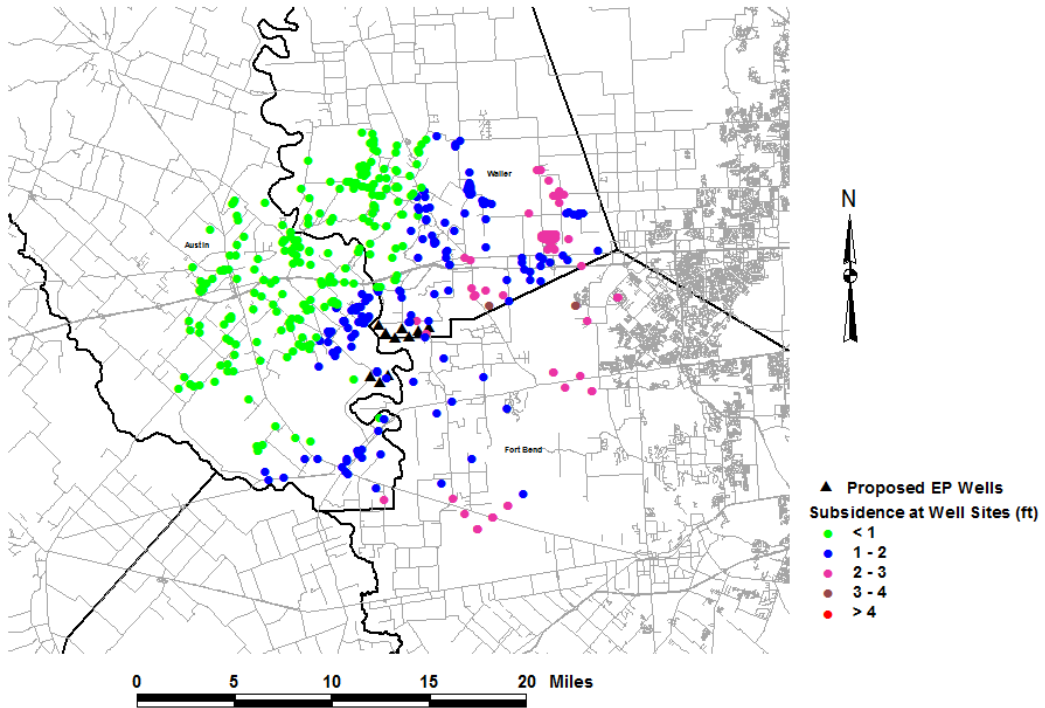 Waller
N
Austin
Fort Bend
Proposed EP Wells
Subsidence at Well Sites (ft)
< 1
1 - 2
2 - 3
3 - 4
> 4
0 5 10 15 20 Miles